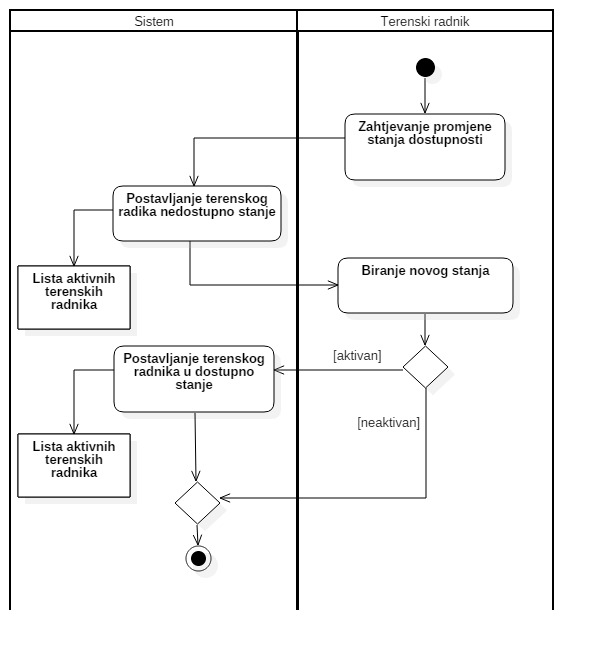 Sistem
Terenski radnik
Zahtjevanje promjene
stanja dostupnosti
Postavljanje terenskog
radika nedostupno stanje
Lista aktivnih
terenskih
radnika
Biranje novog stanja
Postavljanje terenskog
radnika u dostupno
stanje
[aktivan]
[neaktivan]
Lista aktivnih
terenskih
radnika